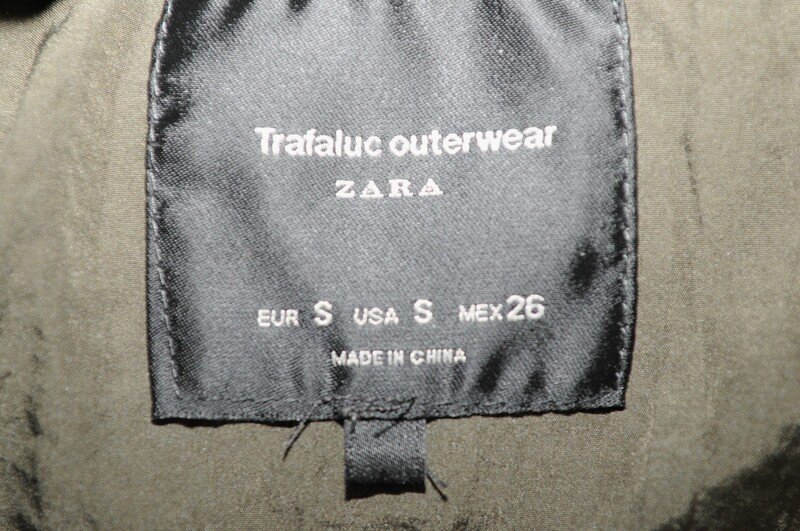 Trafaluc outerwear
ZARA
EUR S USA S MEX 26
MADE IN CHINA